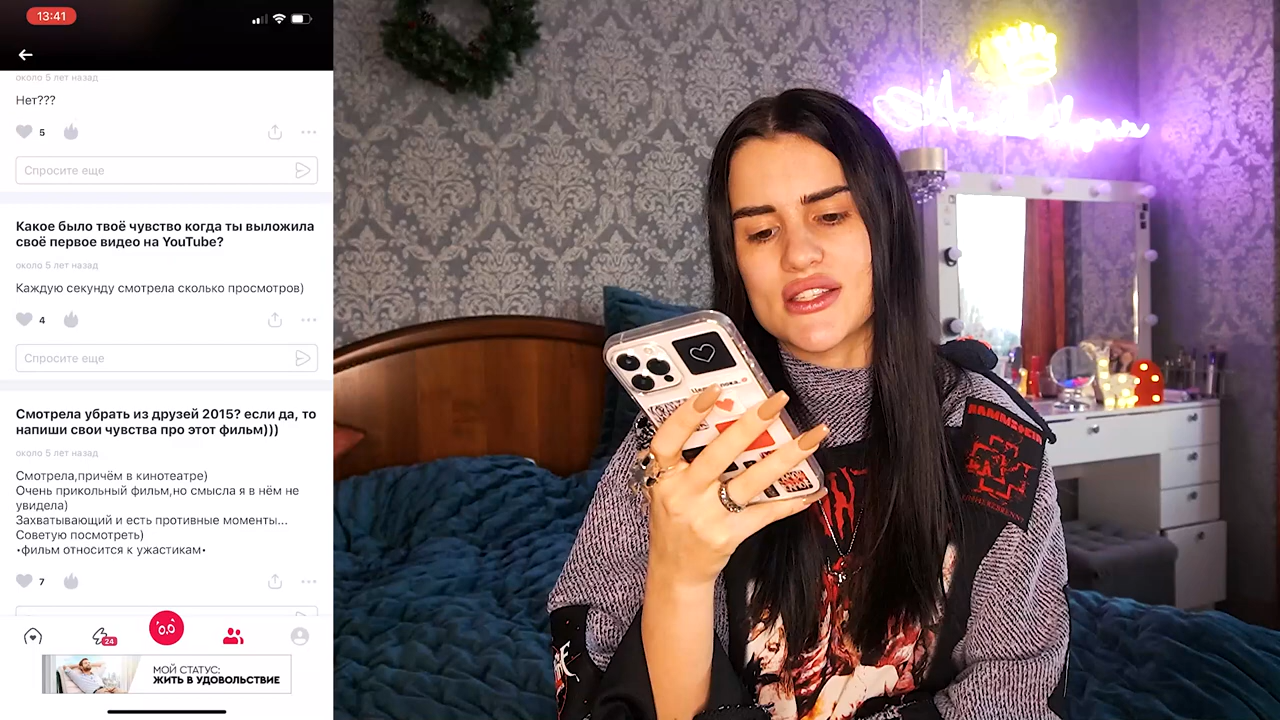 13:41
около 5 лет назад
Нет???
5
Спросите еще
Какое было твоё чувство когда ты выложила
своё первое видео на YouTube?
около 5 лет назад
Каждую секунду смотрела сколько просмотров)
4
Спросите еще
Смотрела убрать из друзей 2015? если да, то
напиши свои чувства про этот фильм)))
около 5 лет назад
Смотрела,причём в кинотеатре)
Очень прикольный фильм,но смысла я в нём не
увидела)
Захватывающий и есть противные моменты...
Советую посмотреть)
•фильм относится к ужастикам•
7
24
МОЙ СТАТУС:
ЖИТЬ В УДОВОЛЬСТВИЕ
RAMMSTEIN